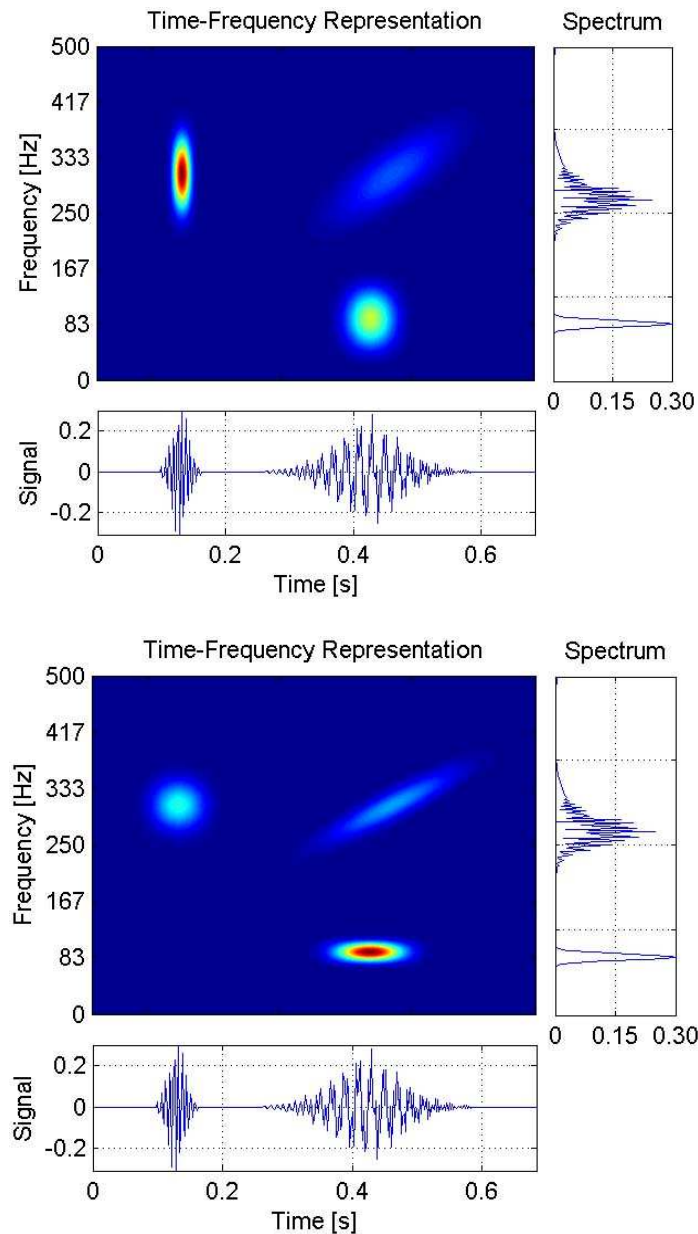 Time-Frequency Representation
Spectrum
Frequency [Hz]
500
417
333
250
167
83
0
0 0.15 0.30
Signal
0.2
0
-0.2
0 0.2 0.4 0.6
Time [s]
Time-Frequency Representation
Spectrum
Frequency [Hz]
500
417
333
250
167
83
0
0 0.15 0.30
Signal
0.2
0
-0.2
0 0.2 0.4 0.6
Time [s]